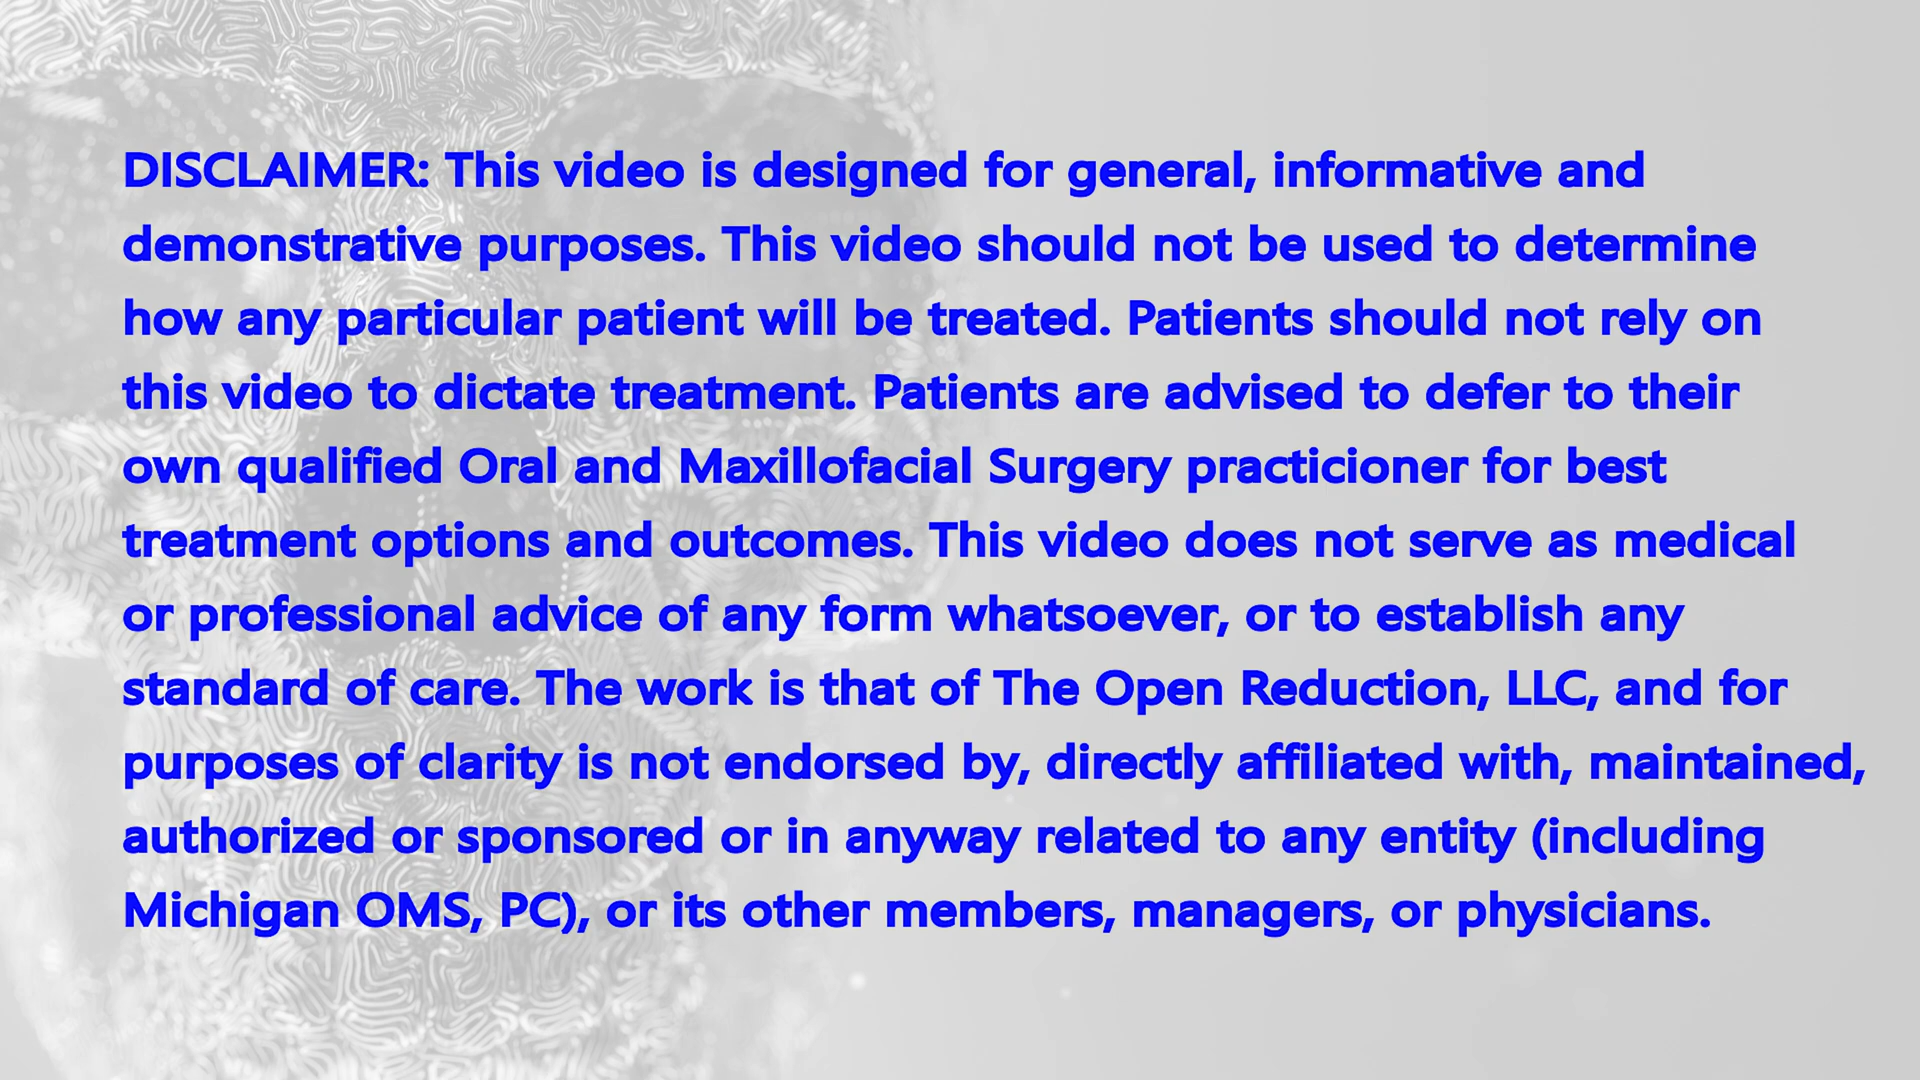 DISCLAIMER: This video is designed for general, informative and
demonstrative purposes. This video should not be used to determine
how any particular patient will be treated. Patients should not rely on
this video to dictate treatment. Patients are advised to defer to their
own qualified Oral and Maxillofacial Surgery practicioner for best
treatment options and outcomes. This video does not serve as medical
or professional advice of any form whatsoever, or to establish any
standard of care. The work is that of The Open Reduction, LLC, and for
purposes of clarity is not endorsed by, directly affiliated with, maintained,
authorized or sponsored or in anyway related to any entity (including
Michigan OMS, PC), or its other members, managers, or physicians.